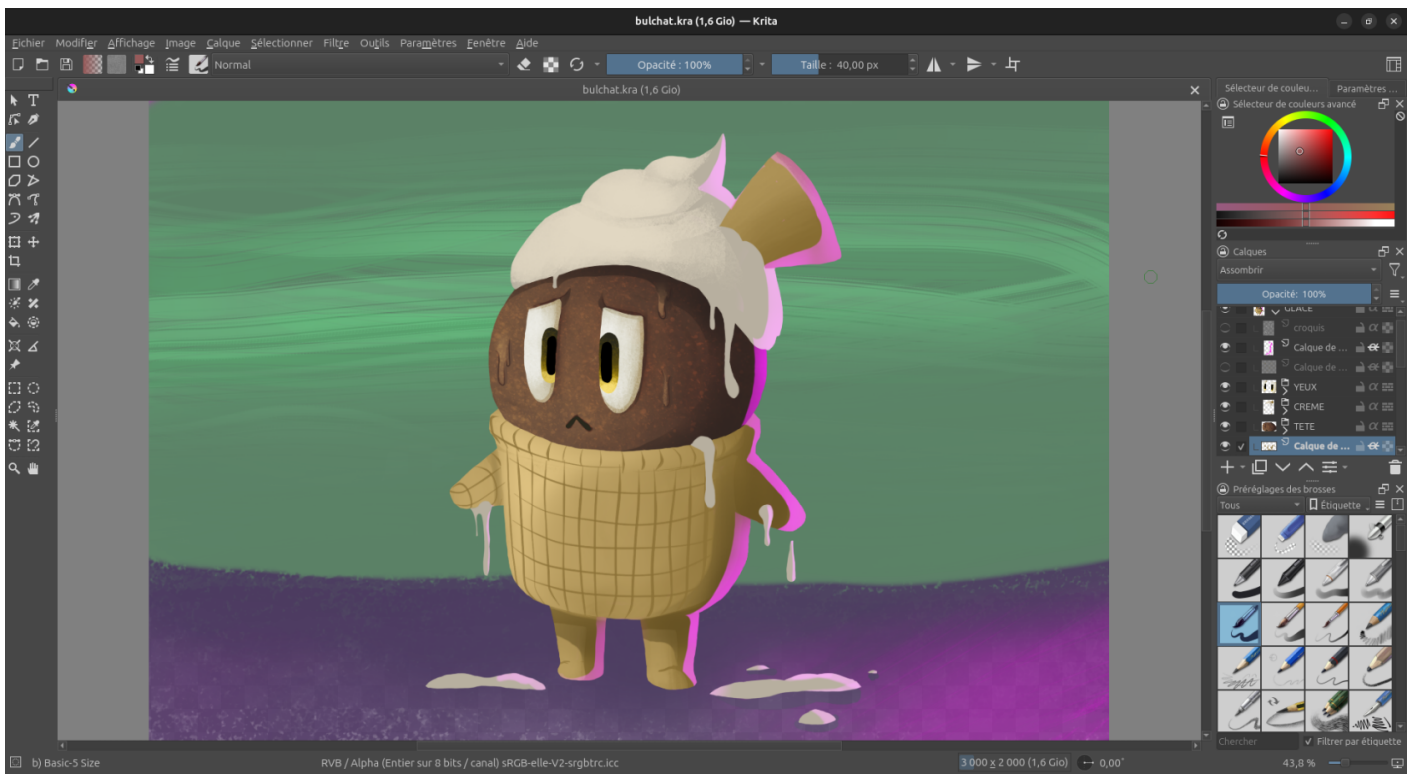 bulchat.kra (1,6 Gio) — Krita
Fichier Modifier Affichage Image Calque Sélectionner Filtre Outils Paramètres Fenêtre Aide
Normal
Opacité : 100%
Taille : 40,00 px
bulchat.kra (1,6 Gio)
Sélecteur de couleu... Paramètres ...
Sélecteur de couleurs avancé
Calques
Assombrir
Opacité: 100%
GLACE
croquis
Calque de ...
Calque de ...
YEUX
CREME
TETE
Calque de ...
Préréglages des brosses
Tous
Étiquette
Chercher
Filtrer par étiquette
b) Basic-5 Size
RVB / Alpha (Entier sur 8 bits / canal) sRGB-elle-V2-srgbtrc.icc
3 000 x 2 000 (1,6 Gio)
0,00°
43,8 %